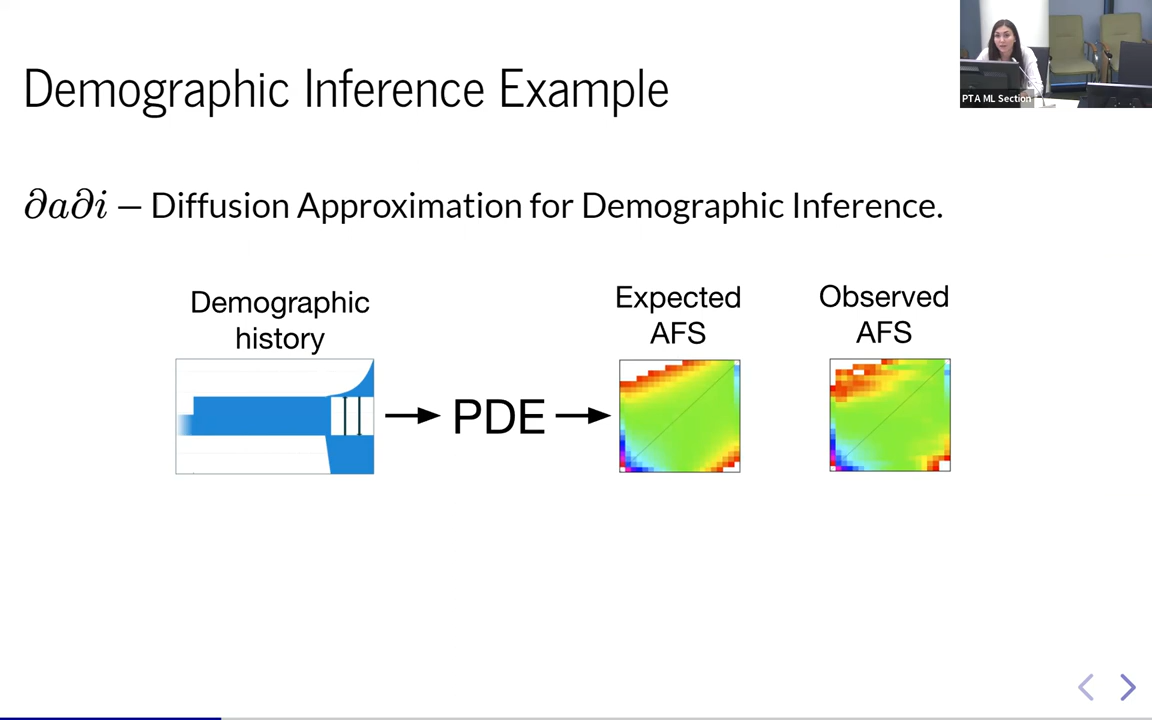 Demographic Inference Example
PTA ML Section
∂a∂i – Diffusion Approximation for Demographic Inference.
Demographic
history
PDE
Expected
AFS
Observed
AFS